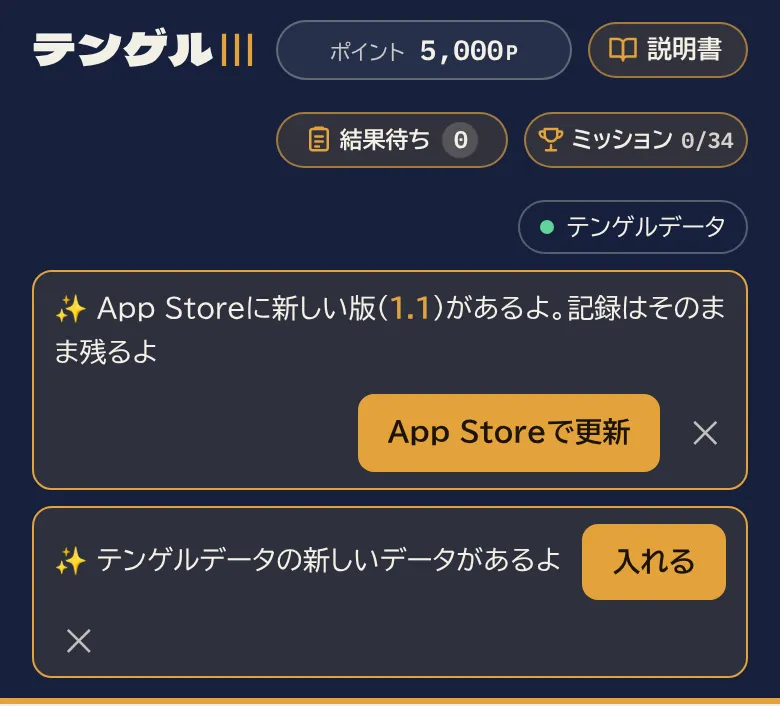 テンゲル
ポイント 5,000P
説明書
結果待ち 0
ミッション 0/34
テンゲルデータ
✨ App Storeに新しい版(1.1)があるよ。記録はそのま
ま残るよ
App Storeで更新
✨ テンゲルデータの新しいデータがあるよ
入れる